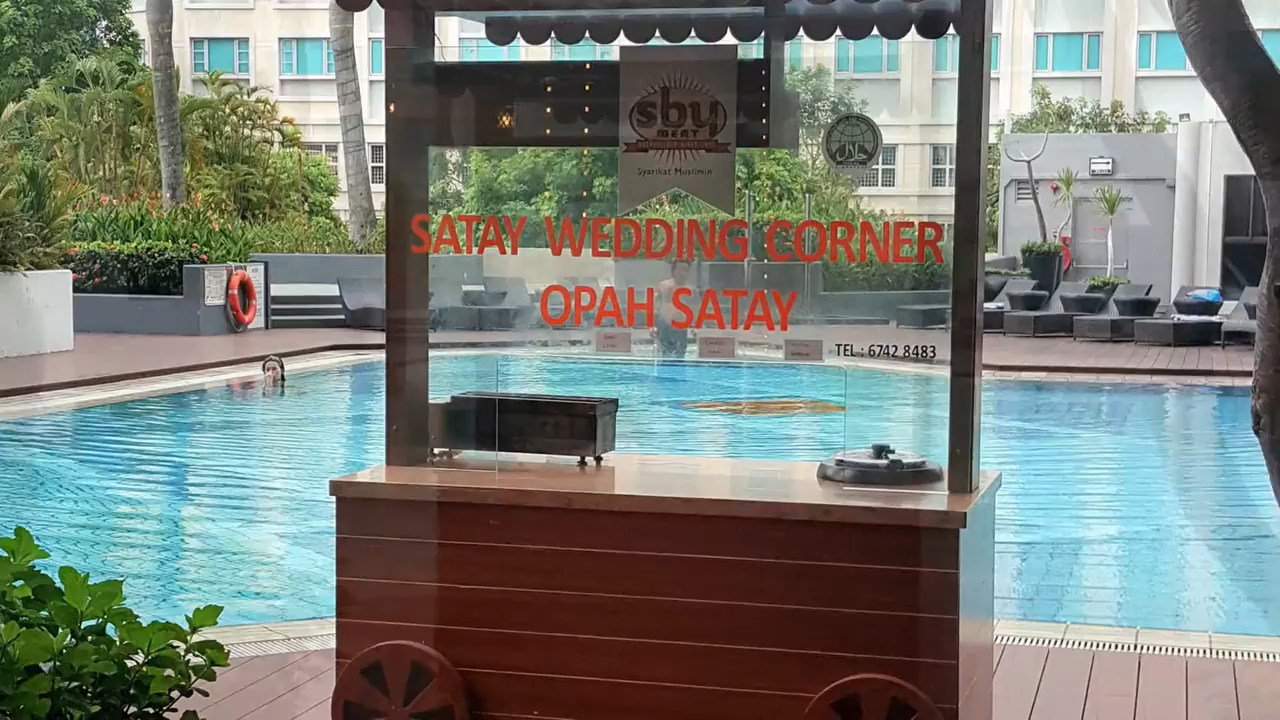 sby
MEAT
Syarikat Muslimin
SATAY WEDDING CORNER
OPAH SATAY
TEL : 6742 8483